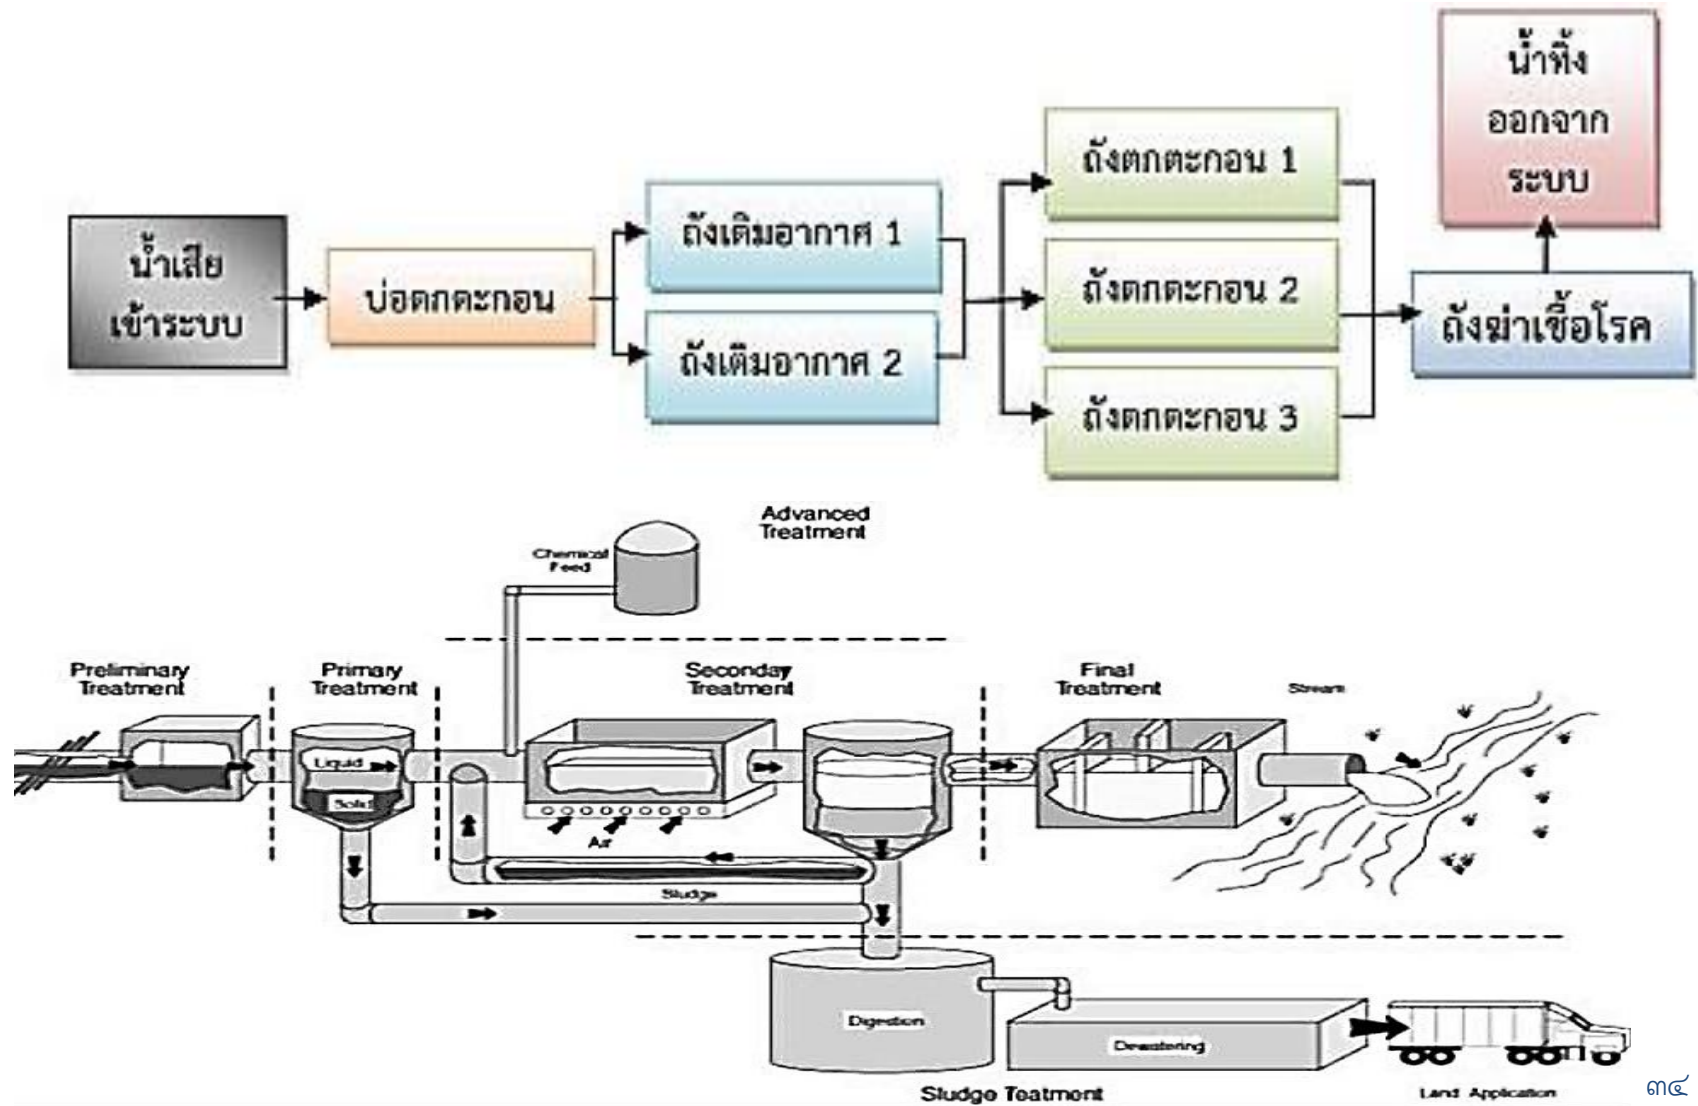 น้ำเสีย
เข้าระบบ
บ่อตกตะกอน
ถังเติมอากาศ 1
ถังเติมอากาศ 2
ถังตกตะกอน 1
ถังตกตะกอน 2
ถังตกตะกอน 3
ถังฆ่าเชื้อโรค
น้ำทิ้ง
ออกจาก
ระบบ
Advanced
Treatment
Chemical
Feed
Preliminary
Treatment
Primary
Treatment
Seconday
Treatment
Final
Treatment
Stream
Liquid
Solid
Air
Sludge
Digestion
Dewatering
Sludge Teatment
Land Application
๓๔